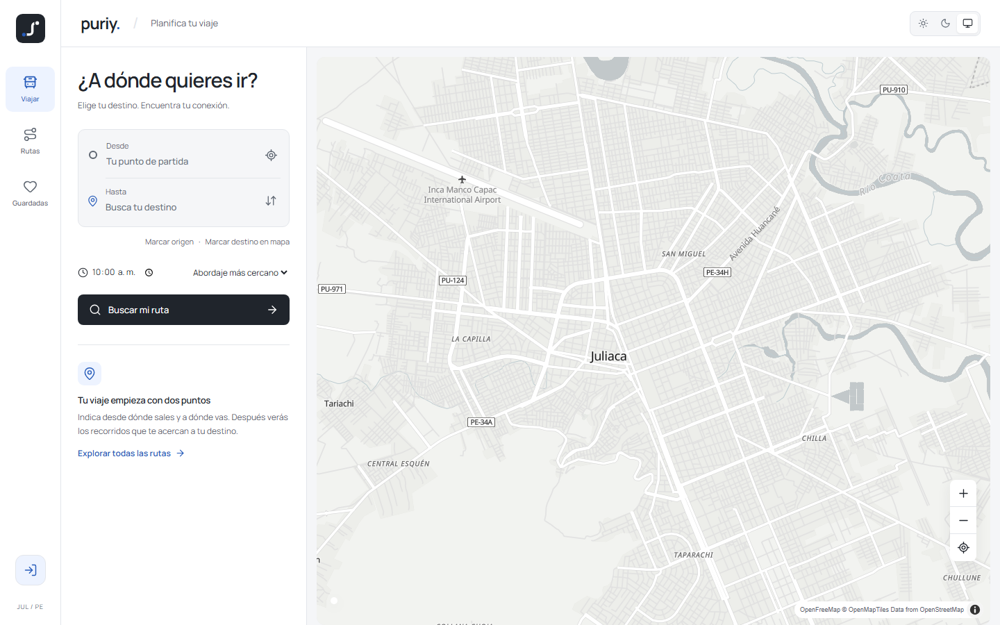 puriy.
/
Planifica tu viaje
Viajar
Rutas
Guardadas
JUL / PE
¿A dónde quieres ir?
Elige tu destino. Encuentra tu conexión.
Desde
Tu punto de partida
Hasta
Busca tu destino
Marcar origen · Marcar destino en mapa
10:00 a. m.
Abordaje más cercano
Buscar mi ruta
Tu viaje empieza con dos puntos
Indica desde dónde sales y a dónde vas. Después verás
los recorridos que te acercan a tu destino.
Explorar todas las rutas
PU-910
Río Coata
Inca Manco Capac
International Airport
Avenida Huancané
SAN MIGUEL
PE-34H
PU-124
PU-971
LA CAPILLA
Juliaca
Tariachi
PE-34A
CHILLA
CENTRAL ESQUÉN
TAPARACHI
n
CHULLUNE
OpenFreeMap © OpenMapTiles Data from OpenStreetMap